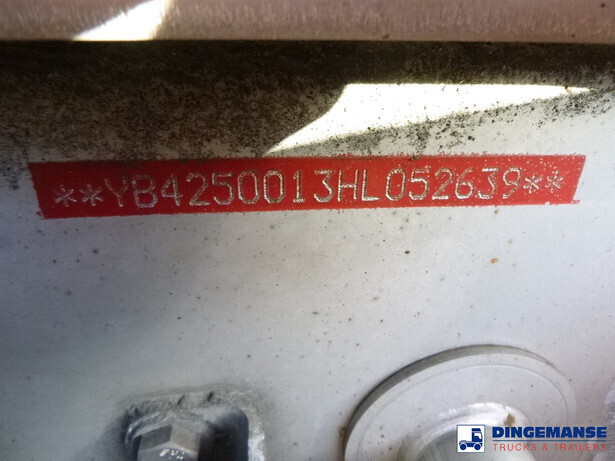 **YB4250013HL052639**
DINGEMANSE
TRUCKS & TRAILERS